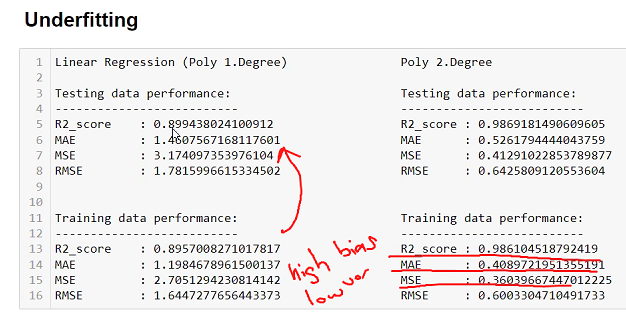 Underfitting
1 Linear Regression (Poly 1.Degree) Poly 2.Degree
2
3 Testing data performance: Testing data performance:
4 ------------------------- -------------------------
5 R2_score : 0.899438024100912 R2_score : 0.9869181490609605
6 MAE : 1.4607567168117601 MAE : 0.5261794444043759
7 MSE : 3.174097353976104 MSE : 0.41291022853789877
8 RMSE : 1.7815996615334502 RMSE : 0.6425809120553604
9
10
11 Training data performance: Training data performance:
12 ------------------------- -------------------------
13 R2_score : 0.8957008271017817 R2_score : 0.986104518792419
14 MAE : 1.1984678961500137 MAE : 0.4089721951355191
15 MSE : 2.7051294230814142 MSE : 0.36039667447012225
16 RMSE : 1.6447277656443373 RMSE : 0.6003304710491733
high bias
low var